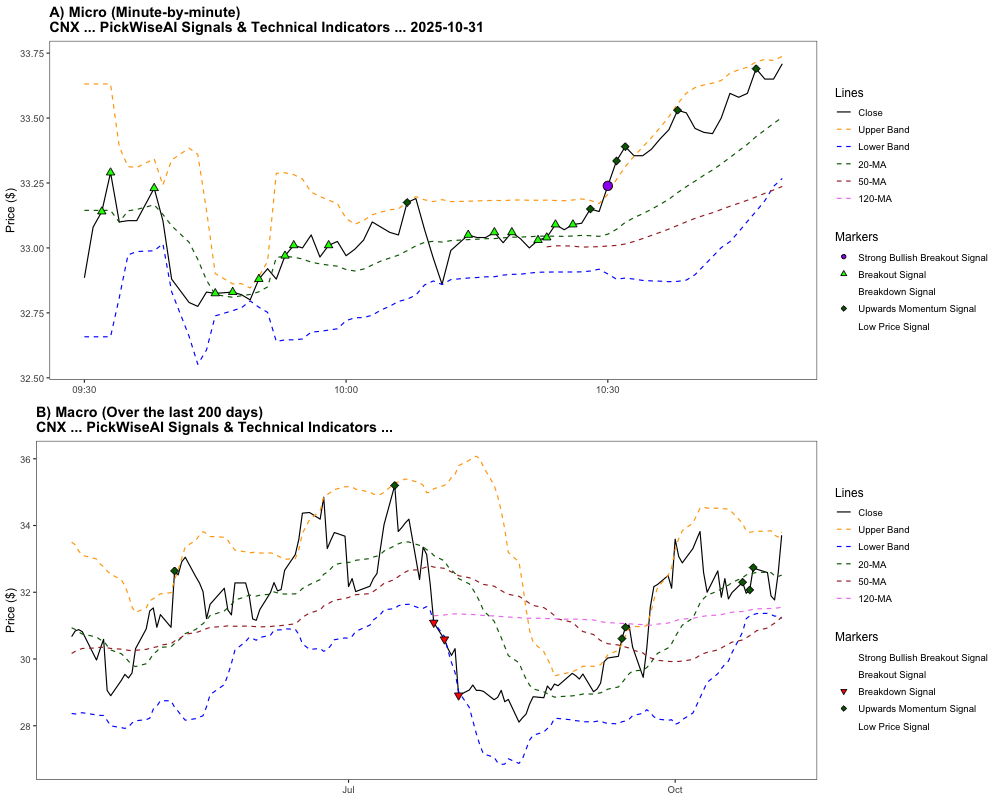 A) Micro (Minute-by-minute)
CNX ... PickWiseAI Signals & Technical Indicators ... 2025-10-31
Price ($)
33.75
33.50
33.25
33.00
32.75
32.50
09:30
10:00
10:30
Lines
Close
Upper Band
Lower Band
20-MA
50-MA
120-MA
Markers
Strong Bullish Breakout Signal
Breakout Signal
Breakdown Signal
Upwards Momentum Signal
Low Price Signal
B) Macro (Over the last 200 days)
CNX ... PickWiseAI Signals & Technical Indicators ...
Price ($)
36
34
32
30
28
Jul
Oct
Lines
Close
Upper Band
Lower Band
20-MA
50-MA
120-MA
Markers
Strong Bullish Breakout Signal
Breakout Signal
Breakdown Signal
Upwards Momentum Signal
Low Price Signal